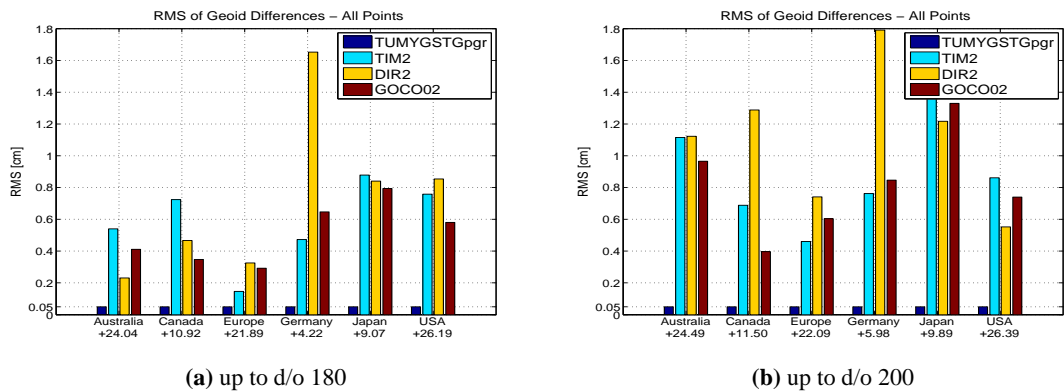 RMS of Geoid Differences – All Points
1.8
1.6
1.4
1.2
1
0.8
0.6
0.4
0.2
0.05
0
RMS [cm]
TUMYGSTGpgr
TIM2
DIR2
GOCO02
Australia Canada Europe Germany Japan USA
+24.04 +10.92 +21.89 +4.22 +9.07 +26.19
(a) up to d/o 180
RMS of Geoid Differences – All Points
1.8
1.6
1.4
1.2
1
0.8
0.6
0.4
0.2
0.05
0
RMS [cm]
TUMYGSTGpgr
TIM2
DIR2
GOCO02
Australia Canada Europe Germany Japan USA
+24.49 +11.50 +22.09 +5.98 +9.89 +26.39
(b) up to d/o 200